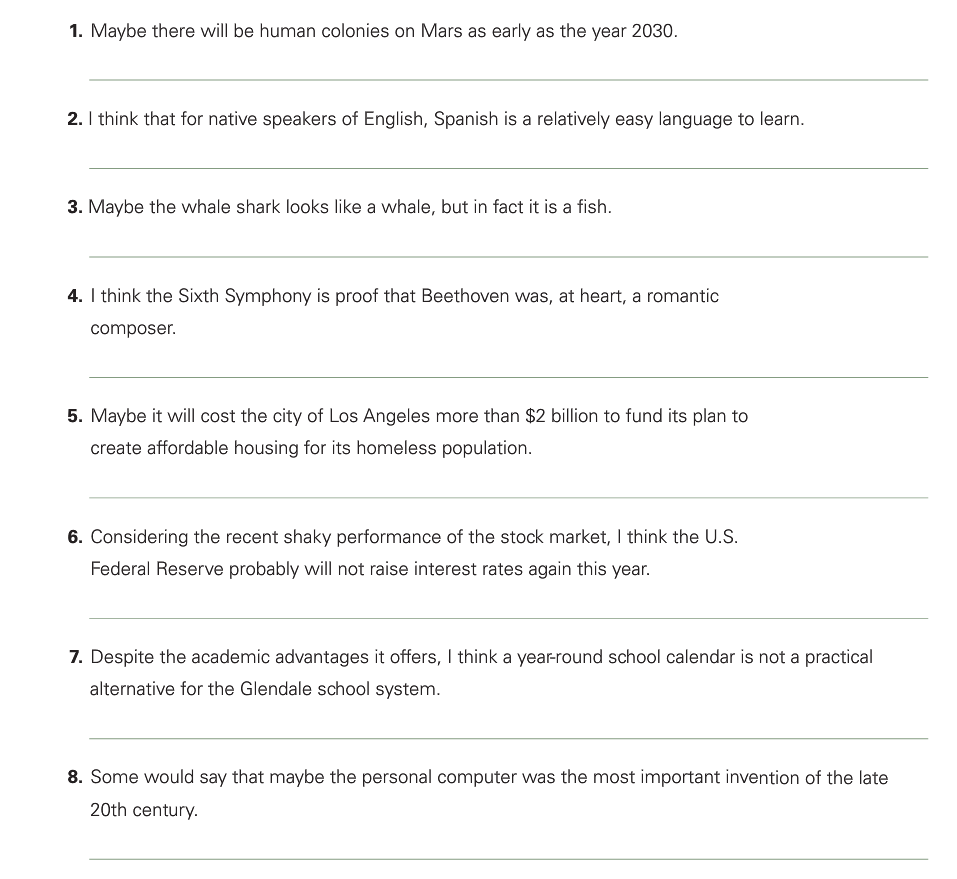 1. Maybe there will be human colonies on Mars as early as the year 2030.
2. I think that for native speakers of English, Spanish is a relatively easy language to learn.
3. Maybe the whale shark looks like a whale, but in fact it is a fish.
4. I think the Sixth Symphony is proof that Beethoven was, at heart, a romantic
composer.
5. Maybe it will cost the city of Los Angeles more than $2 billion to fund its plan to
create affordable housing for its homeless population.
6. Considering the recent shaky performance of the stock market, I think the U.S.
Federal Reserve probably will not raise interest rates again this year.
7. Despite the academic advantages it offers, I think a year-round school calendar is not a practical
alternative for the Glendale school system.
8. Some would say that maybe the personal computer was the most important invention of the late
20th century.